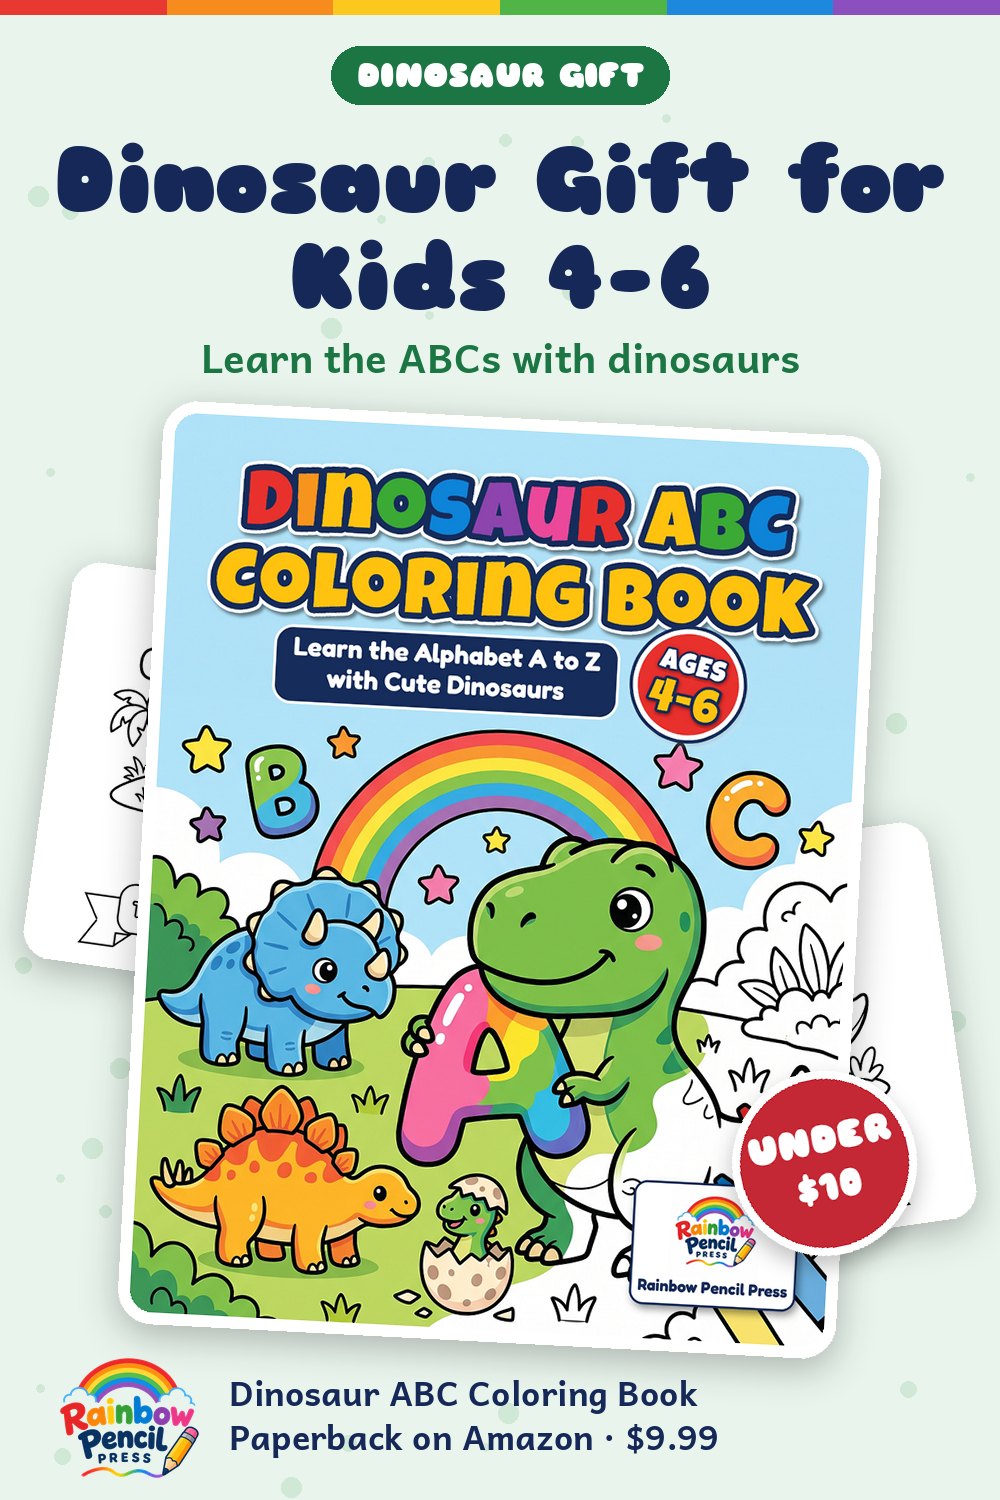 DINOSAUR GIFT
Dinosaur Gift for
Kids 4-6
Learn the ABCs with dinosaurs
DINOSAUR ABC
COLORING BOOK
Learn the Alphabet A to Z
with Cute Dinosaurs
AGES
4-6
B
C
A
UNDER
$10
Rainbow
Pencil
PRESS
Rainbow Pencil Press
Rainbow
Pencil
PRESS
Dinosaur ABC Coloring Book
Paperback on Amazon · $9.99